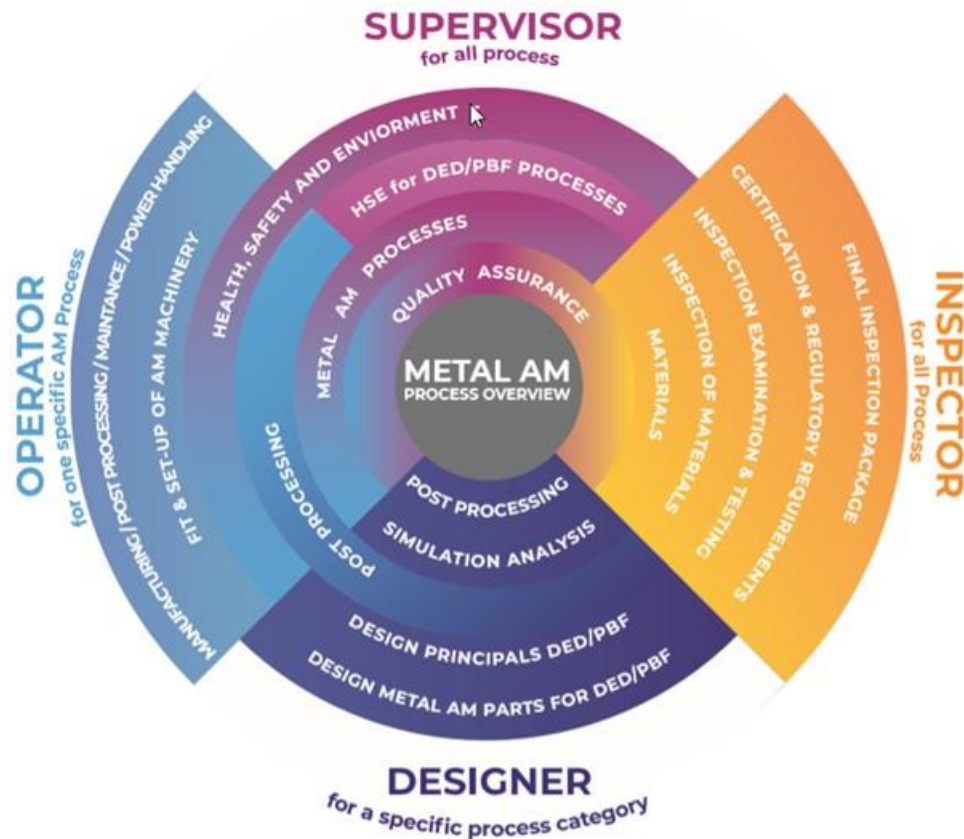 SUPERVISOR
for all process
HEALTH, SAFETY AND ENVIORMENT
HSE for DED/PBF PROCESSES
METAL AM PROCESSES
QUALITY ASSURANCE
METAL AM
PROCESS OVERVIEW
OPERATOR
for one specific AM Process
MANUFACTURING / POST PROCESSING / MAINTANCE / POWER HANDLING
FIT & SET-UP OF AM MACHINERY
POST PROCESSING
MATERIALS
INSPECTION OF MATERIALS
INSPECTION EXAMINATION & TESTING
CERTIFICATION & REGULATORY REQUIREMENTS
FINAL INSPECTION PACKAGE
INSPECTOR
for all Process
POST PROCESSING
SIMULATION ANALYSIS
DESIGN PRINCIPALS DED/PBF
DESIGN METAL AM PARTS FOR DED/PBF
DESIGNER
for a specific process category